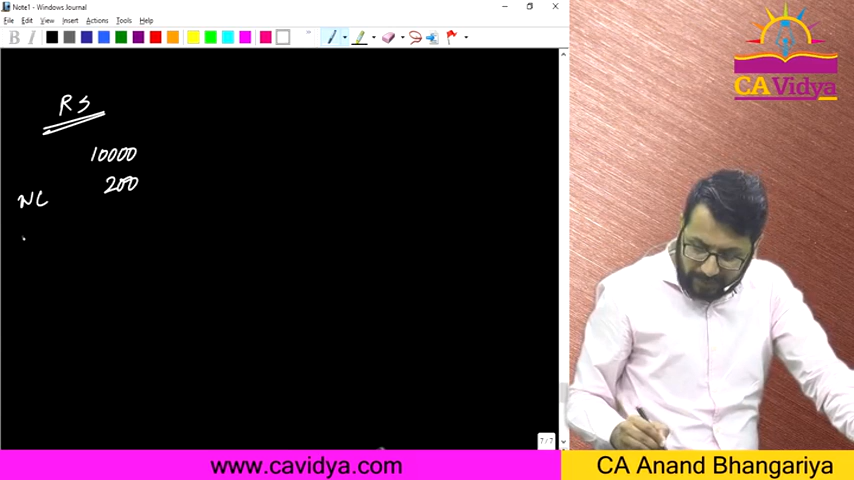 Note1 - Windows Journal
File Edit View Insert Actions Tools Help
B I
RS
10000
200
NC
7 / 7
CA Vidya
www.cavidya.com
CA Anand Bhangariya